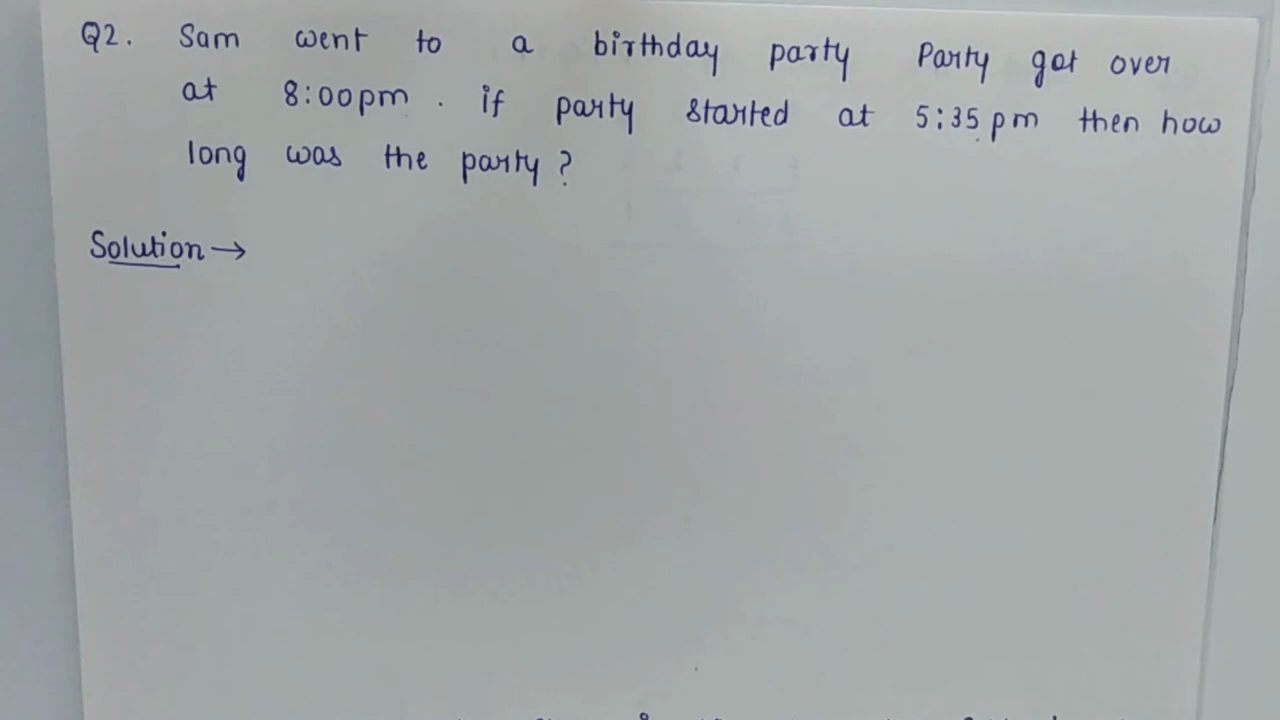 Q2. Sam went to a birthday party Party got over
at 8:00pm. if party started at 5:35 pm then how
long was the party?
Solution →